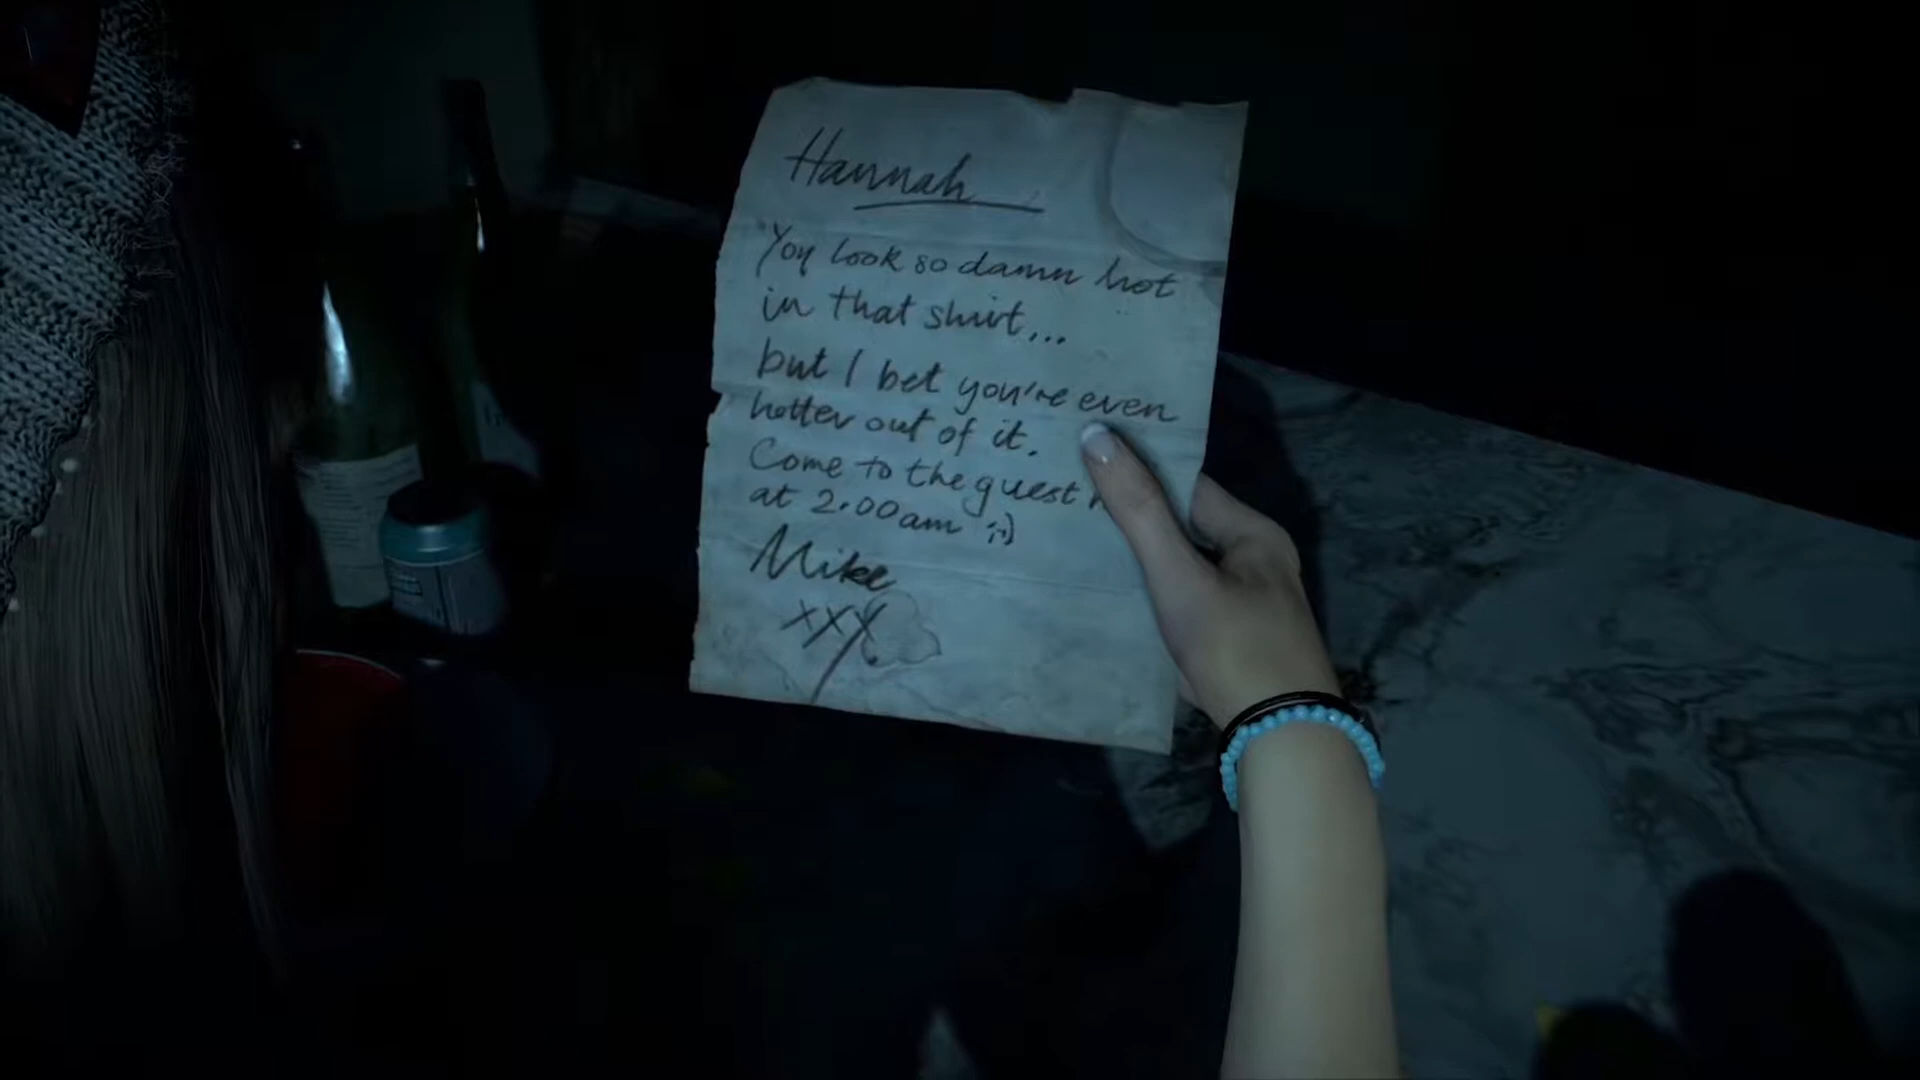 Hannah
You look so damn hot
in that shirt...
but I bet you're even
hotter out of it.
Come to the guest
at 2.00am ;)
Mike
xxx